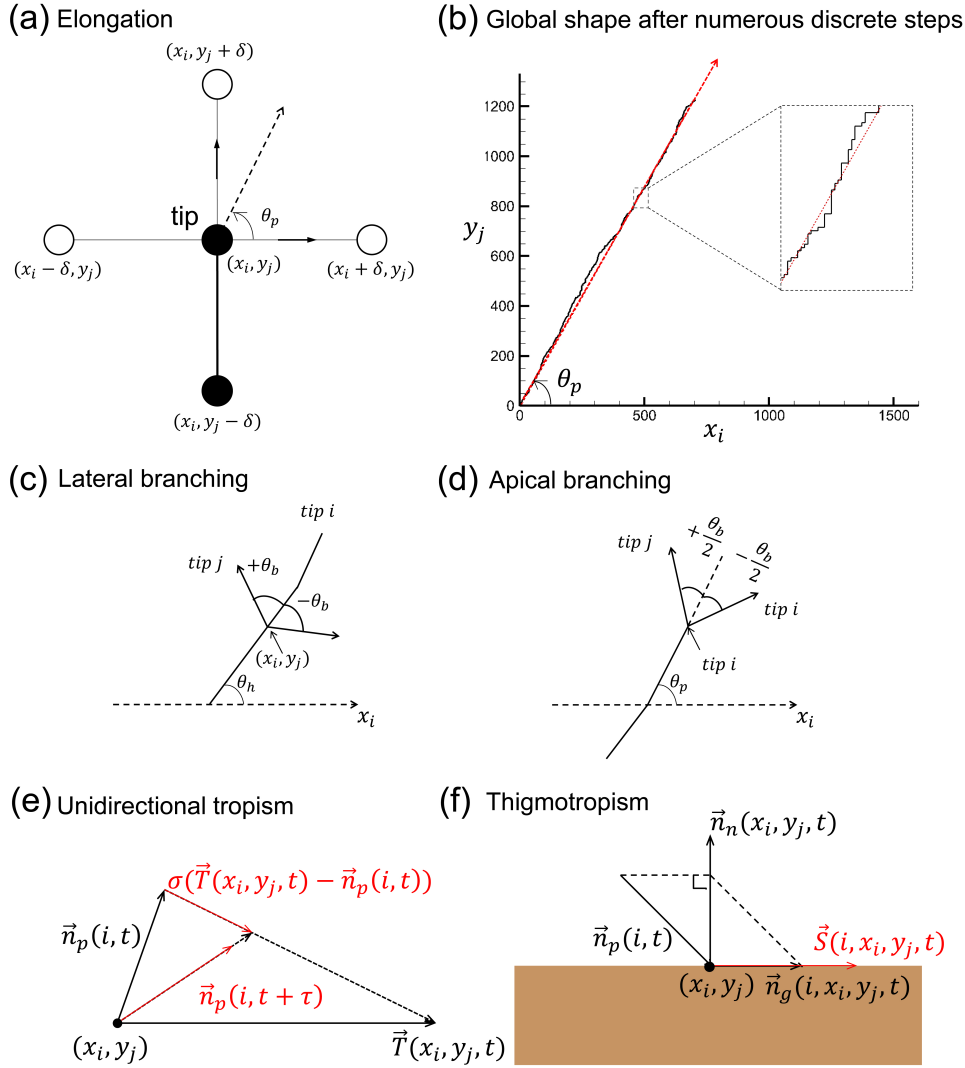 (a) Elongation
(x_i, y_j + δ)
θ_p
tip
(x_i − δ, y_j)
(x_i, y_j)
(x_i + δ, y_j)
(x_i, y_j − δ)
(b) Global shape after numerous discrete steps
1200
1000
800
y_j
600
400
200
θ_p
0
0
500
1000
1500
x_i
(c) Lateral branching
tip i
tip j
+θ_b
−θ_b
(x_i, y_j)
θ_h
x_i
(d) Apical branching
+θ_b/2
−θ_b/2
tip j
tip i
tip i
θ_p
x_i
(e) Unidirectional tropism
σ(T⃗(x_i, y_j, t) − n⃗_p(i, t))
n⃗_p(i, t)
n⃗_p(i, t + τ)
(x_i, y_j)
T⃗(x_i, y_j, t)
(f) Thigmotropism
n⃗_n(x_i, y_j, t)
n⃗_p(i, t)
S⃗(i, x_i, y_j, t)
(x_i, y_j)
n⃗_g(i, x_i, y_j, t)